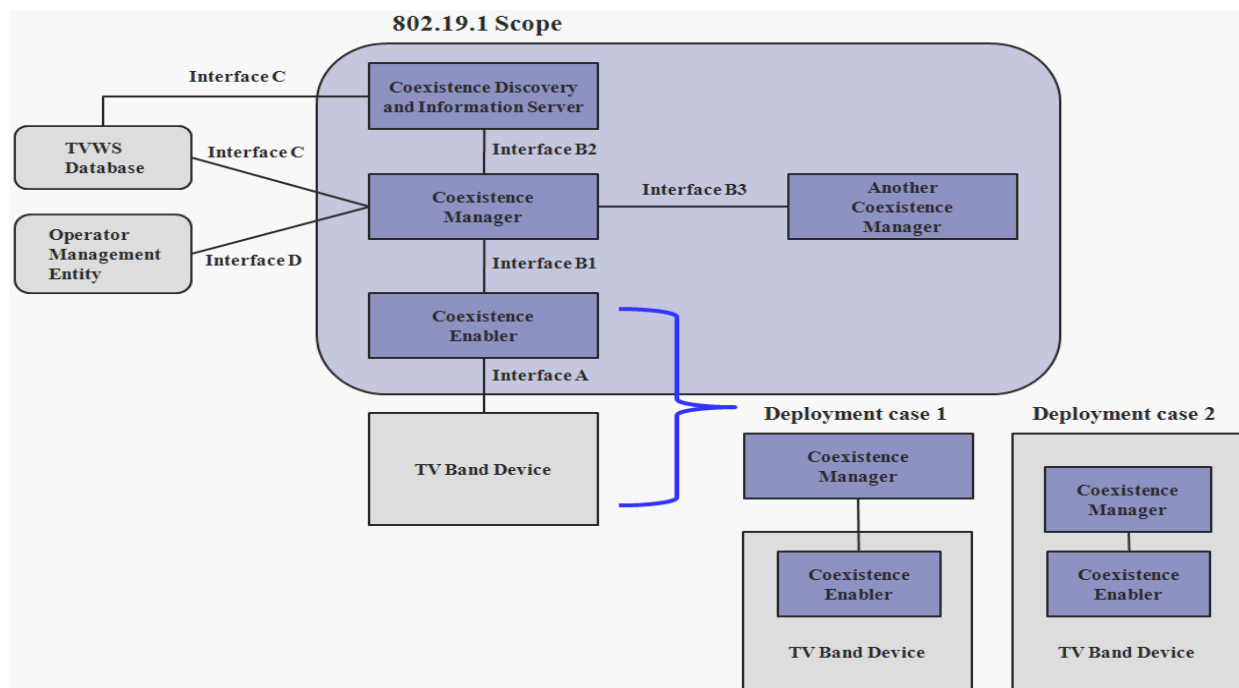 802.19.1 Scope
Interface C
Coexistence Discovery
and Information Server
TVWS
Database
Interface C
Interface B2
Coexistence
Manager
Interface B3
Another
Coexistence
Manager
Operator
Management
Entity
Interface D
Interface B1
Coexistence
Enabler
Interface A
TV Band Device
Deployment case 1
Coexistence
Manager
Coexistence
Enabler
TV Band Device
Deployment case 2
Coexistence
Manager
Coexistence
Enabler
TV Band Device